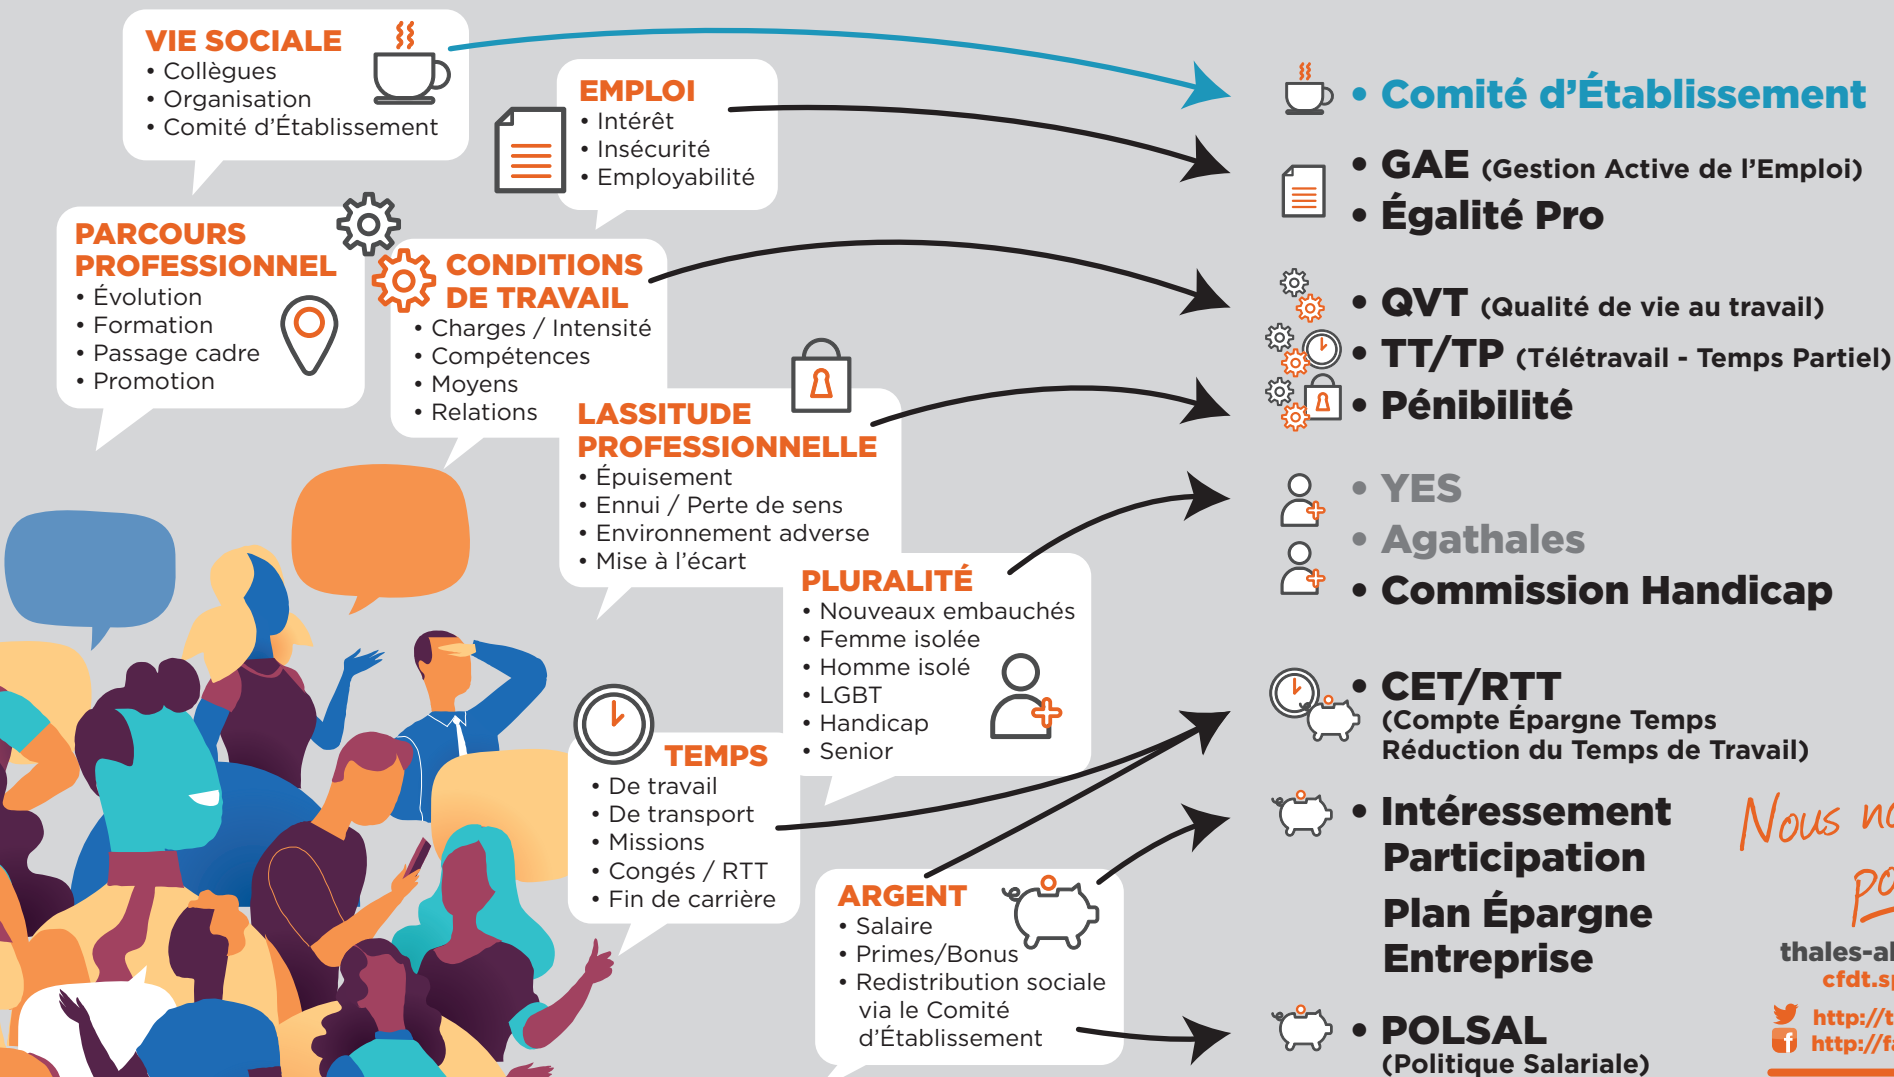 VIE SOCIALE
• Collègues
• Organisation
• Comité d’Établissement
EMPLOI
• Intérêt
• Insécurité
• Employabilité
PARCOURS
PROFESSIONNEL
• Évolution
• Formation
• Passage cadre
• Promotion
CONDITIONS
DE TRAVAIL
• Charges / Intensité
• Compétences
• Moyens
• Relations
LASSITUDE
PROFESSIONNELLE
• Épuisement
• Ennui / Perte de sens
• Environnement adverse
• Mise à l’écart
PLURALITÉ
• Nouveaux embauchés
• Femme isolée
• Homme isolé
• LGBT
• Handicap
• Senior
TEMPS
• De travail
• De transport
• Missions
• Congés / RTT
• Fin de carrière
ARGENT
• Salaire
• Primes/Bonus
• Redistribution sociale
via le Comité
d’Établissement
• Comité d’Établissement
• GAE (Gestion Active de l’Emploi)
• Égalité Pro
• QVT (Qualité de vie au travail)
• TT/TP (Télétravail - Temps Partiel)
• Pénibilité
• YES
• Agathales
• Commission Handicap
• CET/RTT
(Compte Épargne Temps
Réduction du Temps de Travail)
• Intéressement
Participation
Plan Épargne
Entreprise
• POLSAL
(Politique Salariale)
Nous
http://t
http://fa